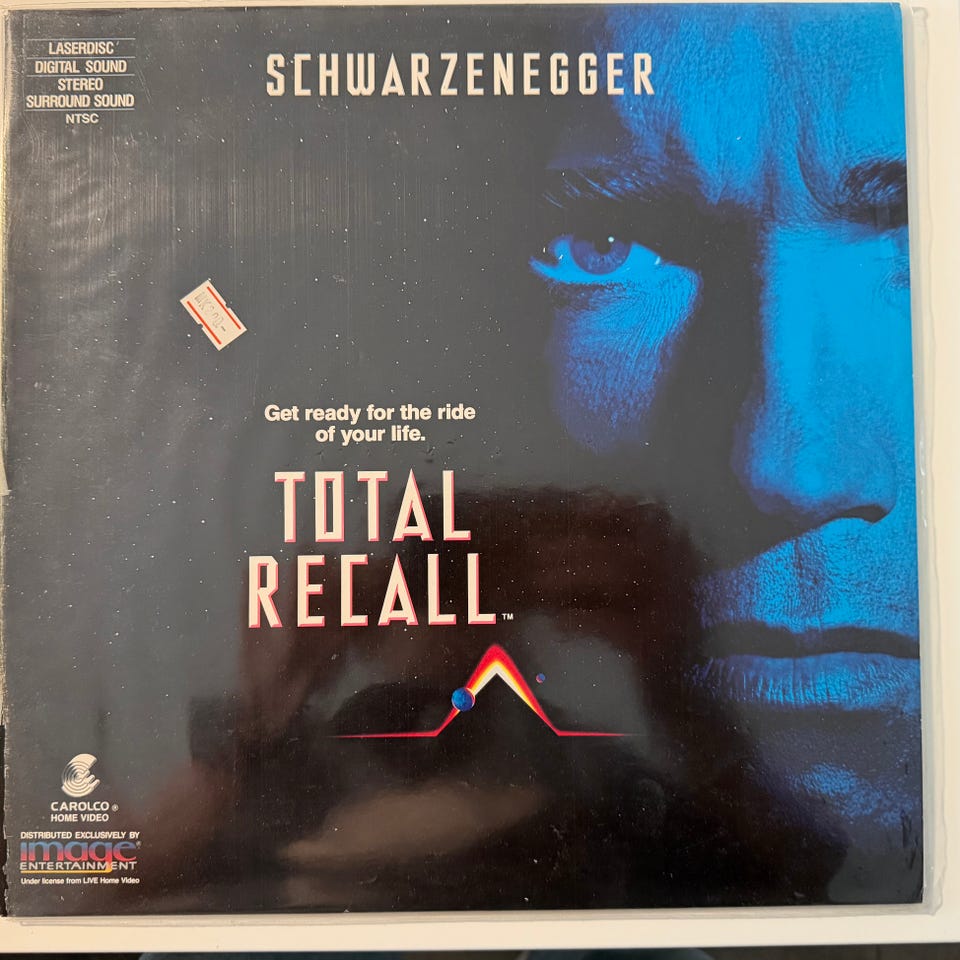 LASERDISC
DIGITAL SOUND
STEREO
SURROUND SOUND
NTSC
SCHWARZENEGGER
Get ready for the ride
of your life.
TOTAL
RECALL™
CAROLCO®
HOME VIDEO
DISTRIBUTED EXCLUSIVELY BY
image®
ENTERTAINMENT
Under license from LIVE Home Video